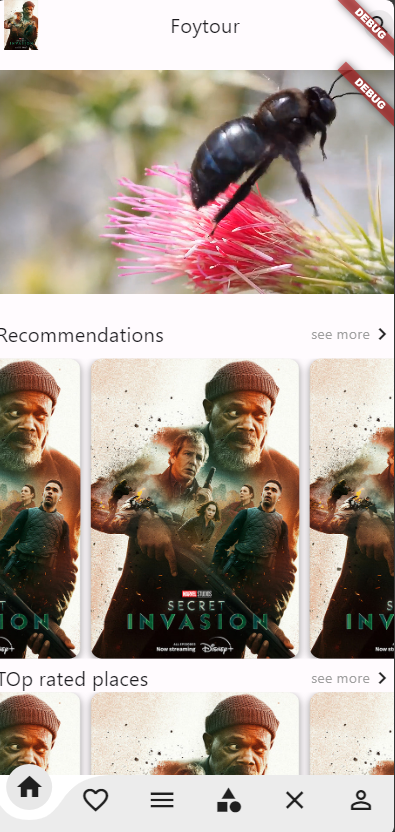 Foytour
DEBUG
DEBUG
Recommendations
see more
MARVEL STUDIOS
SECRET
INVASION
ALL EPISODES
Now streaming Disney+
T
ION
INV
TOp rated places
see more